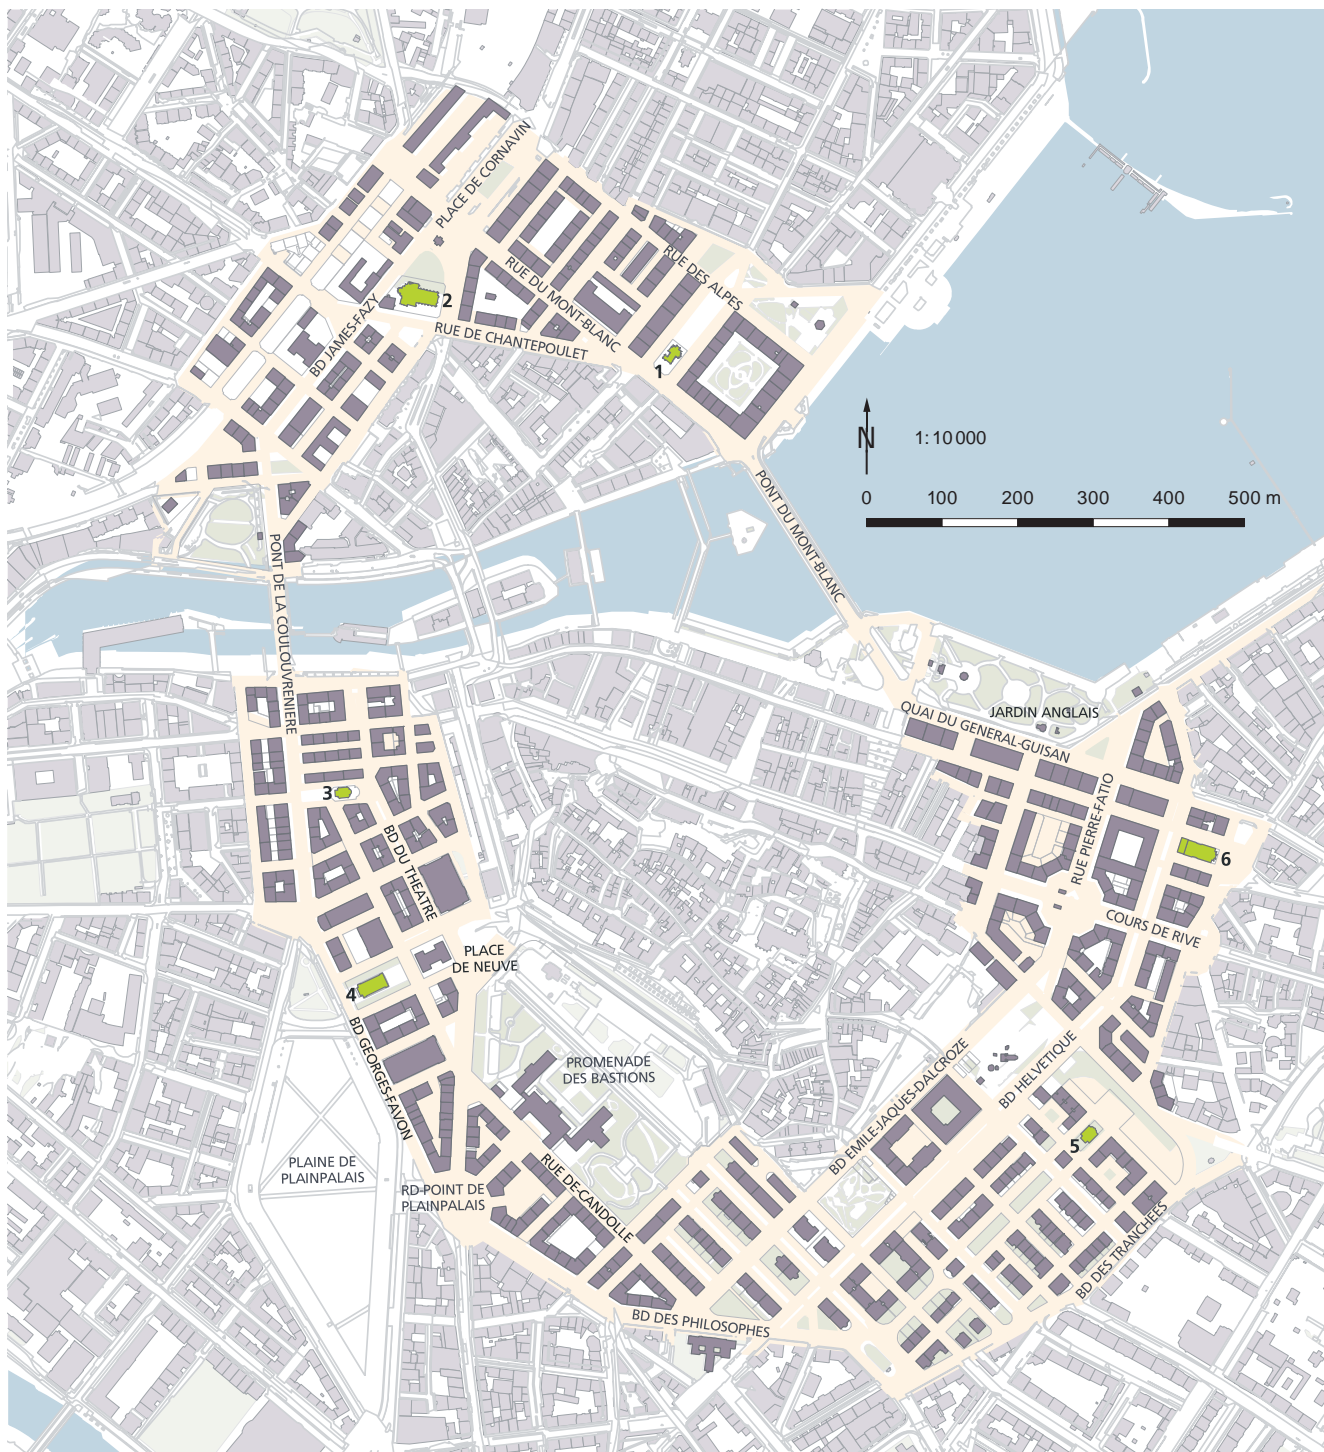 PLACE DE CORNAVIN
RUE DES ALPES
RUE DU MONT-BLANC
2
BD JAMES-FAZY
RUE DE CHANTEPOULET
1
N
1: 10 000
0 100 200 300 400 500 m
PONT DU MONT-BLANC
PONT DE LA COULOUVRENIERE
QUAI DU GENERAL-GUISAN
JARDIN ANGLAIS
3
RUE PIERRE-FATIO
BD DU THEATRE
6
COURS DE RIVE
PLACE
DE NEUVE
4
BD GEORGES-FAVON
PROMENADE
DES BASTIONS
BD EMILE-JAQUES-DALCROZE
BD HELVETIQUE
5
PLAINE DE
PLAINPALAIS
RD-POINT DE
PLAINPALAIS
RUE DE-CANDOLLE
BD DES TRANCHEES
BD DES PHILOSOPHES